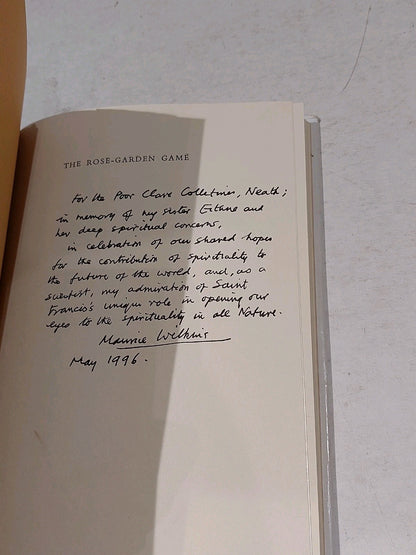 THE ROSE-GARDEN GAME
For the Poor Clare Colletines, Neath;
in memory of my sister Eithne and
her deep spiritual concerns,
in celebration of our shared hopes
for the contribution of spirituality to
the future of the world, and, as a
scientist, my admiration of Saint
Francis's unique role in opening our
eyes to the spirituality in all Nature.
Maurice Wilkins
May 1996.